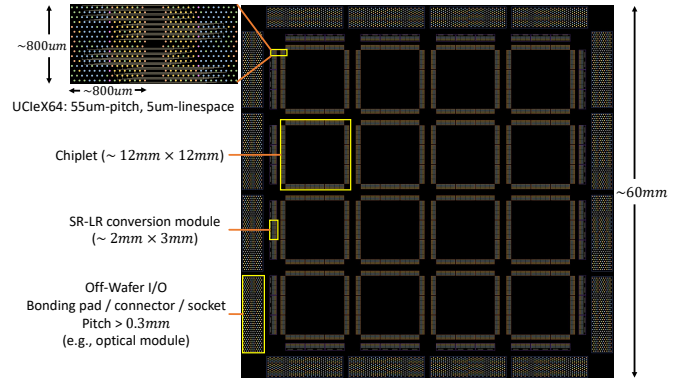 ~800um
~800um
UCIeX64: 55um-pitch, 5um-linespace
Chiplet (~ 12mm × 12mm)
SR-LR conversion module
(~ 2mm × 3mm)
Off-Wafer I/O
Bonding pad / connector / socket
Pitch > 0.3mm
(e.g., optical module)
~60mm